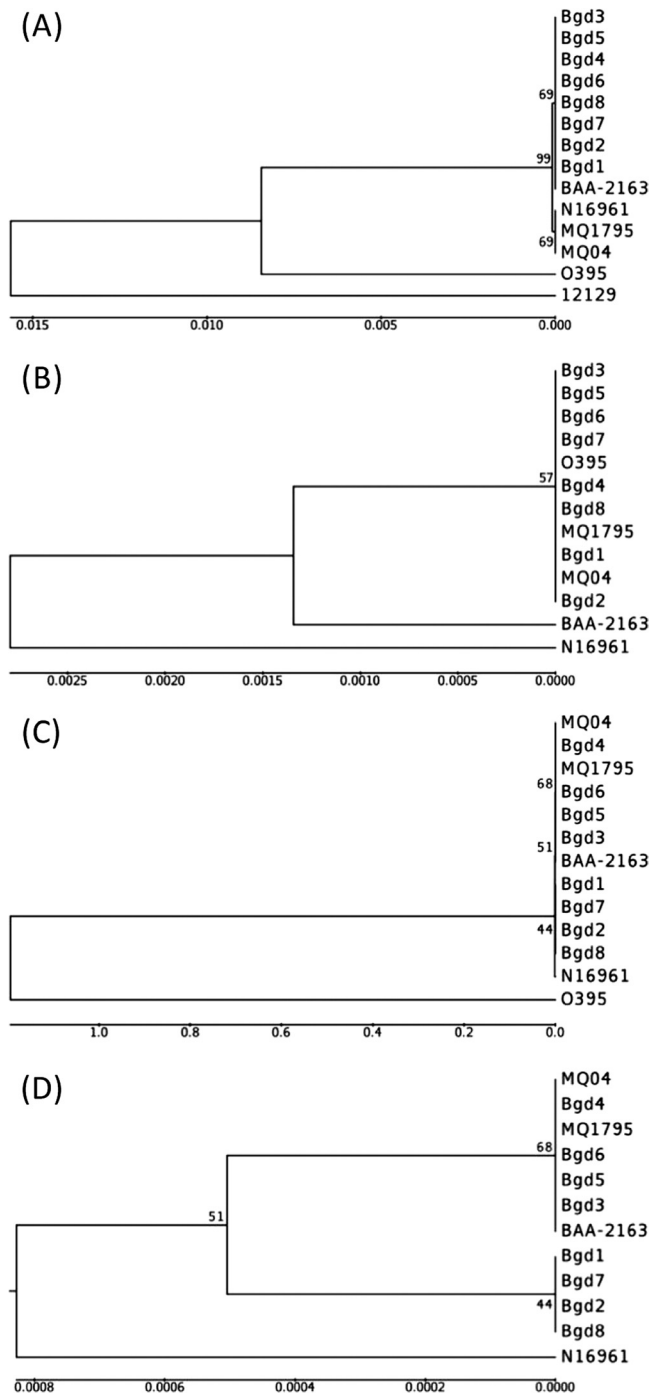 (A)
Bgd3
Bgd5
Bgd4
Bgd6
69
Bgd8
Bgd7
Bgd2
99
Bgd1
BAA-2163
N16961
MQ1795
69
MQ04
O395
12129
0.015 0.010 0.005 0.000
(B)
Bgd3
Bgd5
Bgd6
Bgd7
O395
57
Bgd4
Bgd8
MQ1795
Bgd1
MQ04
Bgd2
BAA-2163
N16961
0.0025 0.0020 0.0015 0.0010 0.0005 0.0000
(C)
MQ04
Bgd4
MQ1795
68
Bgd6
Bgd5
Bgd3
51
BAA-2163
Bgd1
Bgd7
44
Bgd2
Bgd8
N16961
O395
1.0 0.8 0.6 0.4 0.2 0.0
(D)
MQ04
Bgd4
MQ1795
68
Bgd6
Bgd5
Bgd3
51
BAA-2163
Bgd1
Bgd7
44
Bgd2
Bgd8
N16961
0.0008 0.0006 0.0004 0.0002 0.0000